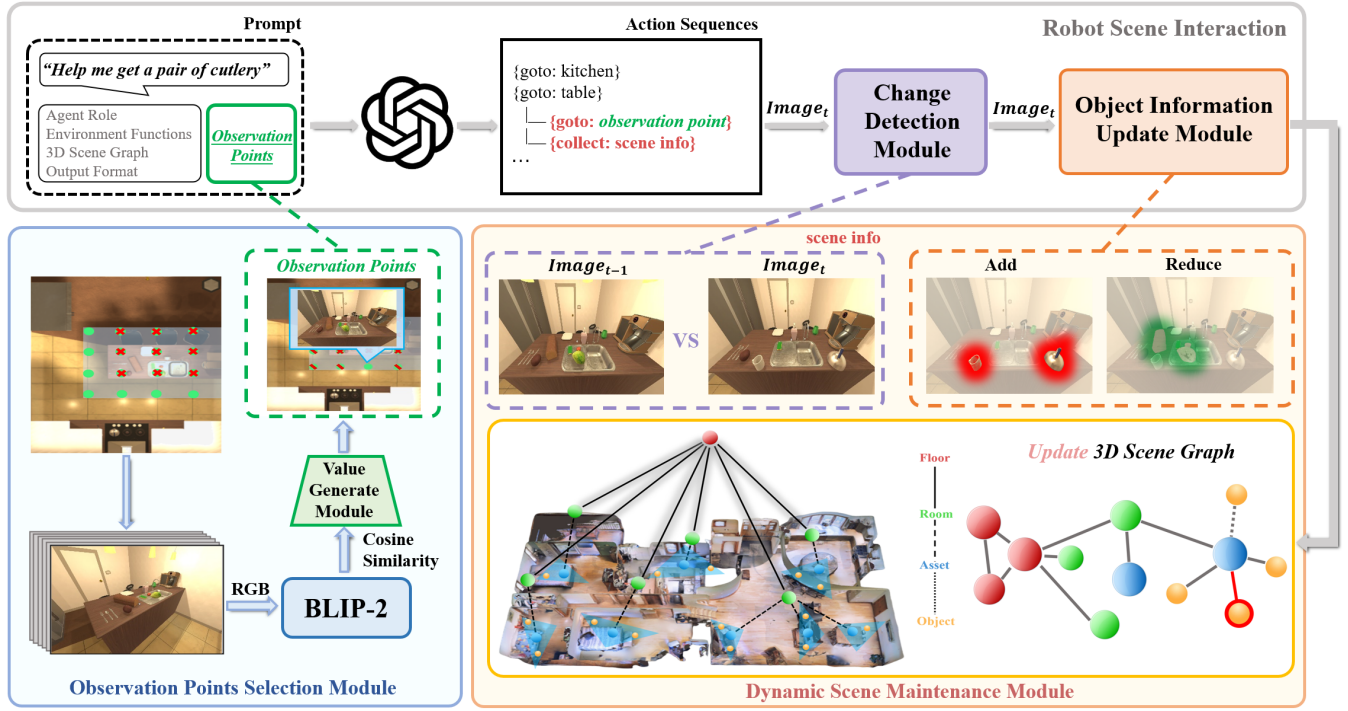 Robot Scene Interaction
Prompt
“Help me get a pair of cutlery”
Agent Role
Environment Functions
3D Scene Graph
Output Format
Observation
Points
Action Sequences
{goto: kitchen}
{goto: table}
{goto: observation point}
{collect: scene info}
...
Image_t
Change
Detection
Module
Image_t
Object Information
Update Module
Observation Points
Value
Generate
Module
Cosine
Similarity
RGB
BLIP-2
Observation Points Selection Module
scene info
Image_{t-1}
VS
Image_t
Add
Reduce
Update 3D Scene Graph
Floor
Room
Asset
Object
Dynamic Scene Maintenance Module